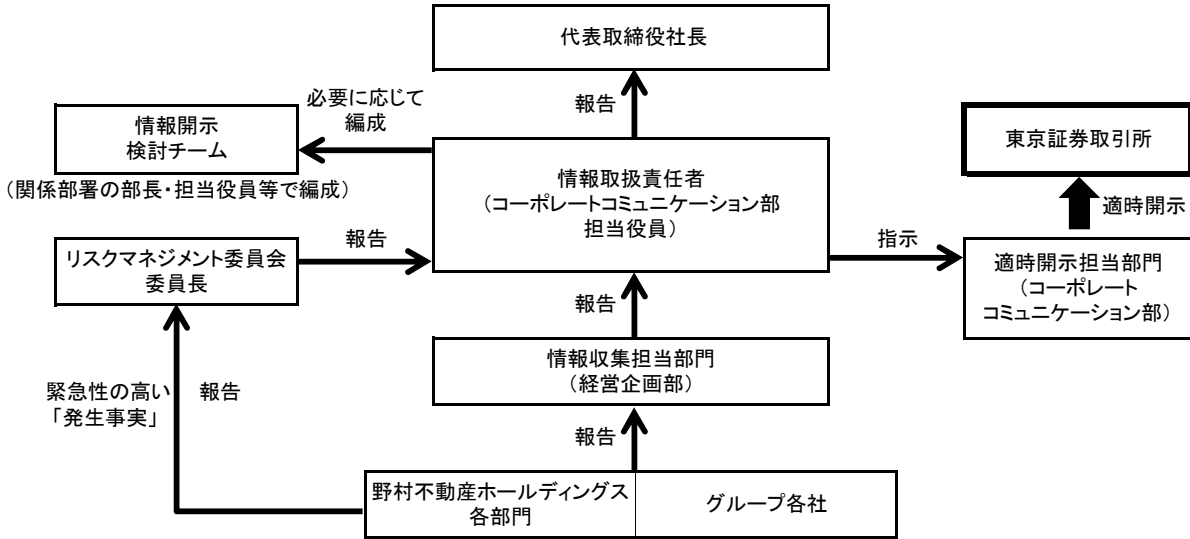 代表取締役社長
報告
必要に応じて
編成
情報開示
検討チーム
(関係部署の部長・担当役員等で編成)
情報取扱責任者
(コーポレートコミュニケーション部
担当役員)
東京証券取引所
適時開示
報告
リスクマネジメント委員会
委員長
指示
適時開示担当部門
(コーポレート
コミュニケーション部)
報告
情報収集担当部門
(経営企画部)
緊急性の高い
「発生事実」
報告
報告
野村不動産ホールディングス
各部門
グループ各社